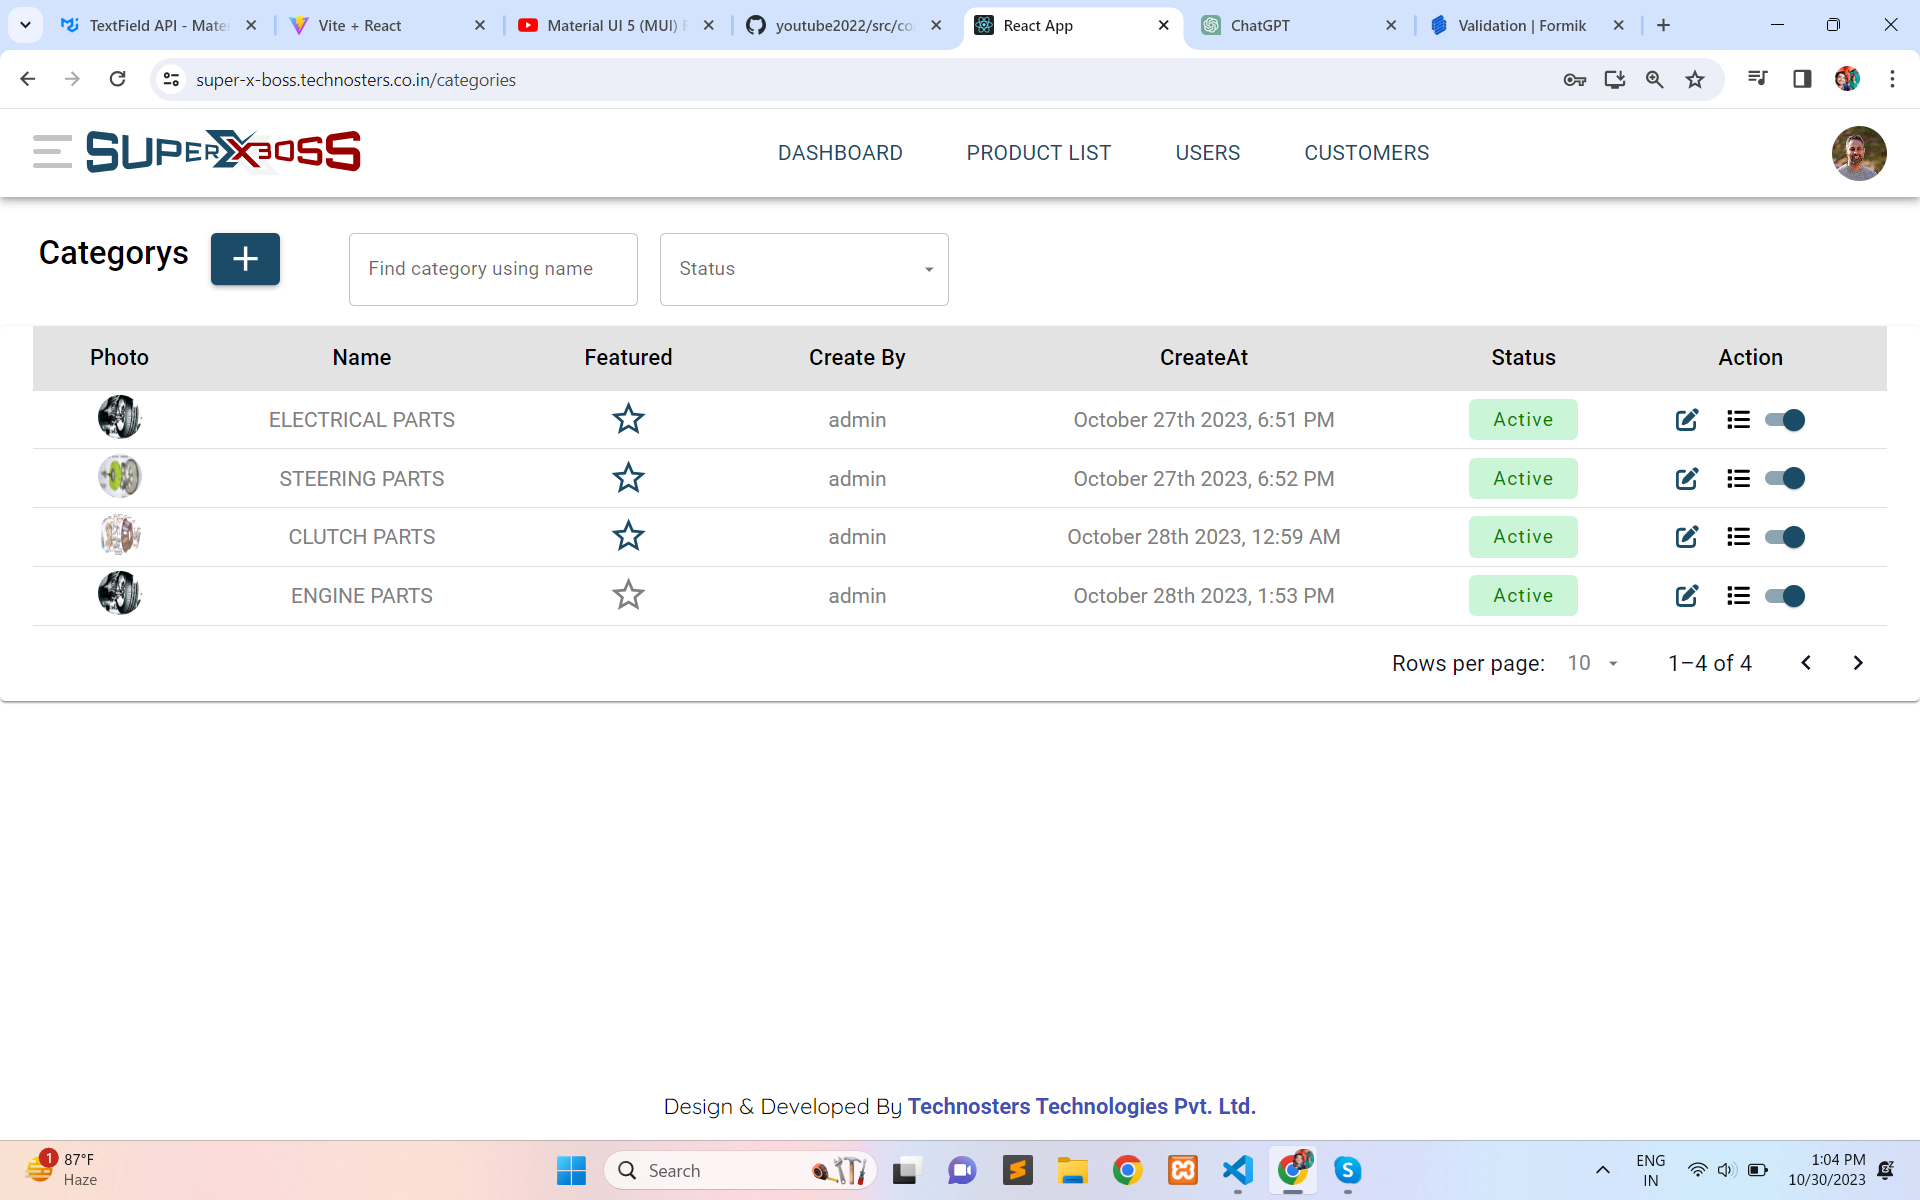 TextField API - Mate
Vite + React
Material UI 5 (MUI) F
youtube2022/src/co
React App
ChatGPT
Validation | Formik
super-x-boss.technosters.co.in/categories
SUPER X BOSS
DASHBOARD
PRODUCT LIST
USERS
CUSTOMERS
Categorys
Find category using name
Status
Photo Name Featured Create By CreateAt Status Action
ELECTRICAL PARTS admin October 27th 2023, 6:51 PM Active
STEERING PARTS admin October 27th 2023, 6:52 PM Active
CLUTCH PARTS admin October 28th 2023, 12:59 AM Active
ENGINE PARTS admin October 28th 2023, 1:53 PM Active
Rows per page: 10 1–4 of 4
Design & Developed By Technosters Technologies Pvt. Ltd.
1
87°F
Haze
Search
ENG
IN
1:04 PM
10/30/2023